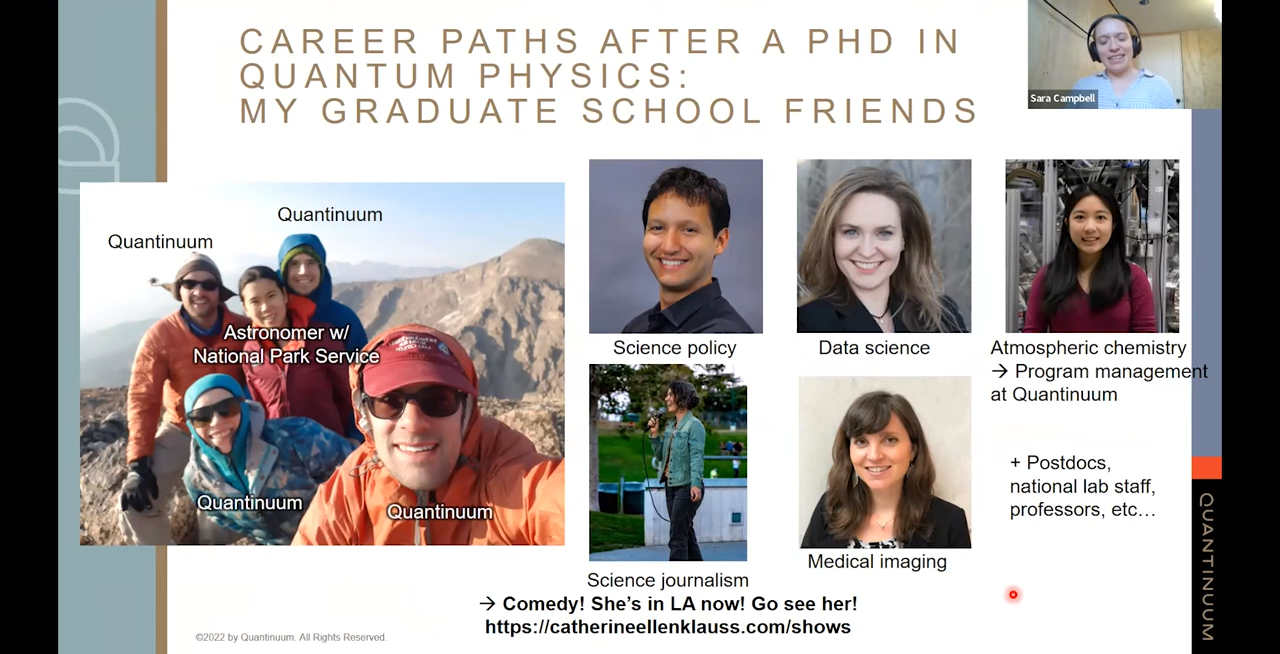 CAREER PATHS AFTER A PHD IN
QUANTUM PHYSICS:
MY GRADUATE SCHOOL FRIENDS
Sara Campbell
Quantinuum
Quantinuum
Astronomer w/
National Park Service
Quantinuum
Quantinuum
Science policy
Data science
Atmospheric chemistry
→ Program management
at Quantinuum
Science journalism
→ Comedy! She's in LA now! Go see her!
https://catherineellenklauss.com/shows
Medical imaging
+ Postdocs,
national lab staff,
professors, etc…
©2022 by Quantinuum. All Rights Reserved.
QUANTINUUM